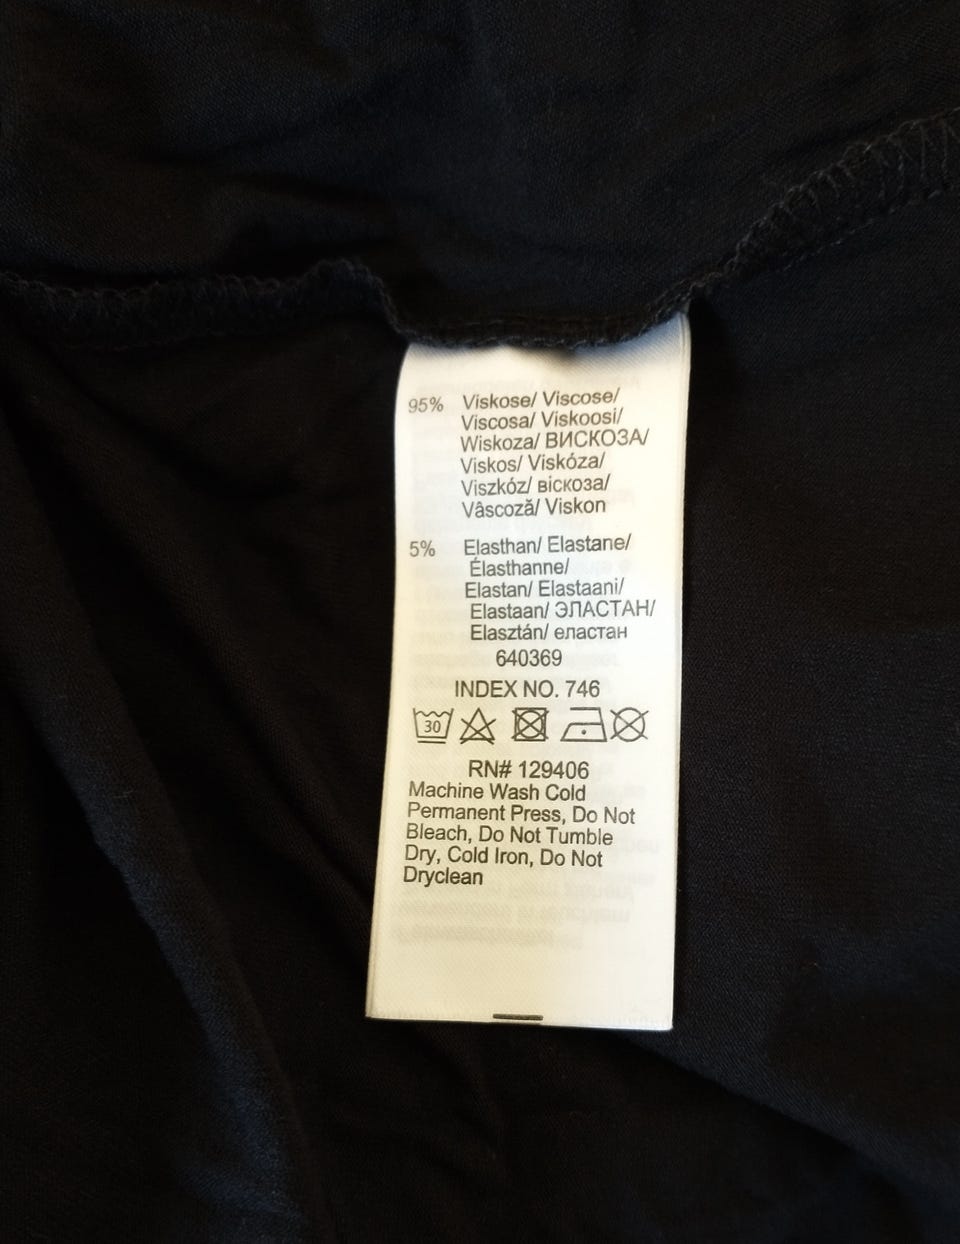 95% Viskose/ Viscose/
Viscosa/ Viskoosi/
Wiskoza/ ВИСКОЗА/
Viskos/ Viskóza/
Viszkóz/ віскоза/
Vâscoză/ Viskon
5% Elasthan/ Elastane/
Élasthanne/
Elastan/ Elastaani/
Elastaan/ ЭЛАСТАН/
Elasztán/ еластан
640369
INDEX NO. 746
30
RN# 129406
Machine Wash Cold
Permanent Press, Do Not
Bleach, Do Not Tumble
Dry, Cold Iron, Do Not
Dryclean